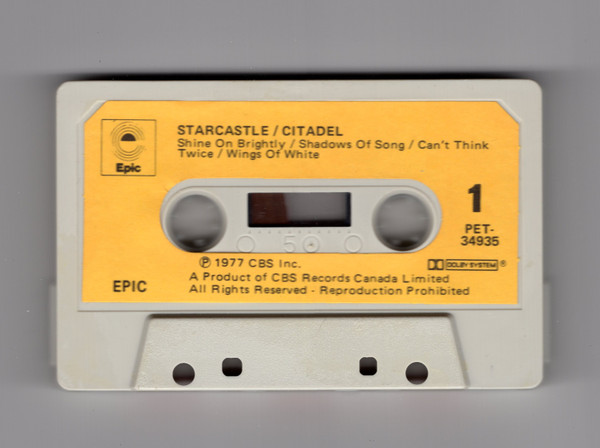 STARCASTLE / CITADEL
Shine On Brightly / Shadows Of Song / Can't Think
Twice / Wings Of White
Epic
1
PET-
34935
50
℗ 1977 CBS Inc.
DOLBY SYSTEM ®
A Product of CBS Records Canada Limited
EPIC
All Rights Reserved - Reproduction Prohibited